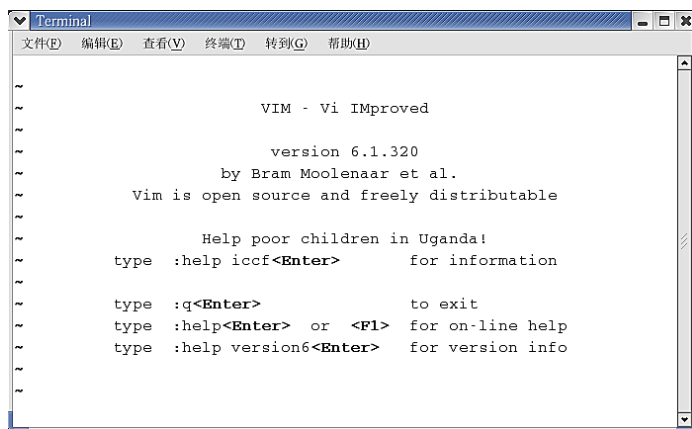 Terminal
文件(F) 编辑(E) 查看(V) 终端(T) 转到(G) 帮助(H)
~
~ VIM - Vi IMproved
~
~ version 6.1.320
~ by Bram Moolenaar et al.
~ Vim is open source and freely distributable
~
~ Help poor children in Uganda!
~ type :help iccf<Enter> for information
~
~ type :q<Enter> to exit
~ type :help<Enter> or <F1> for on-line help
~ type :help version6<Enter> for version info
~
~